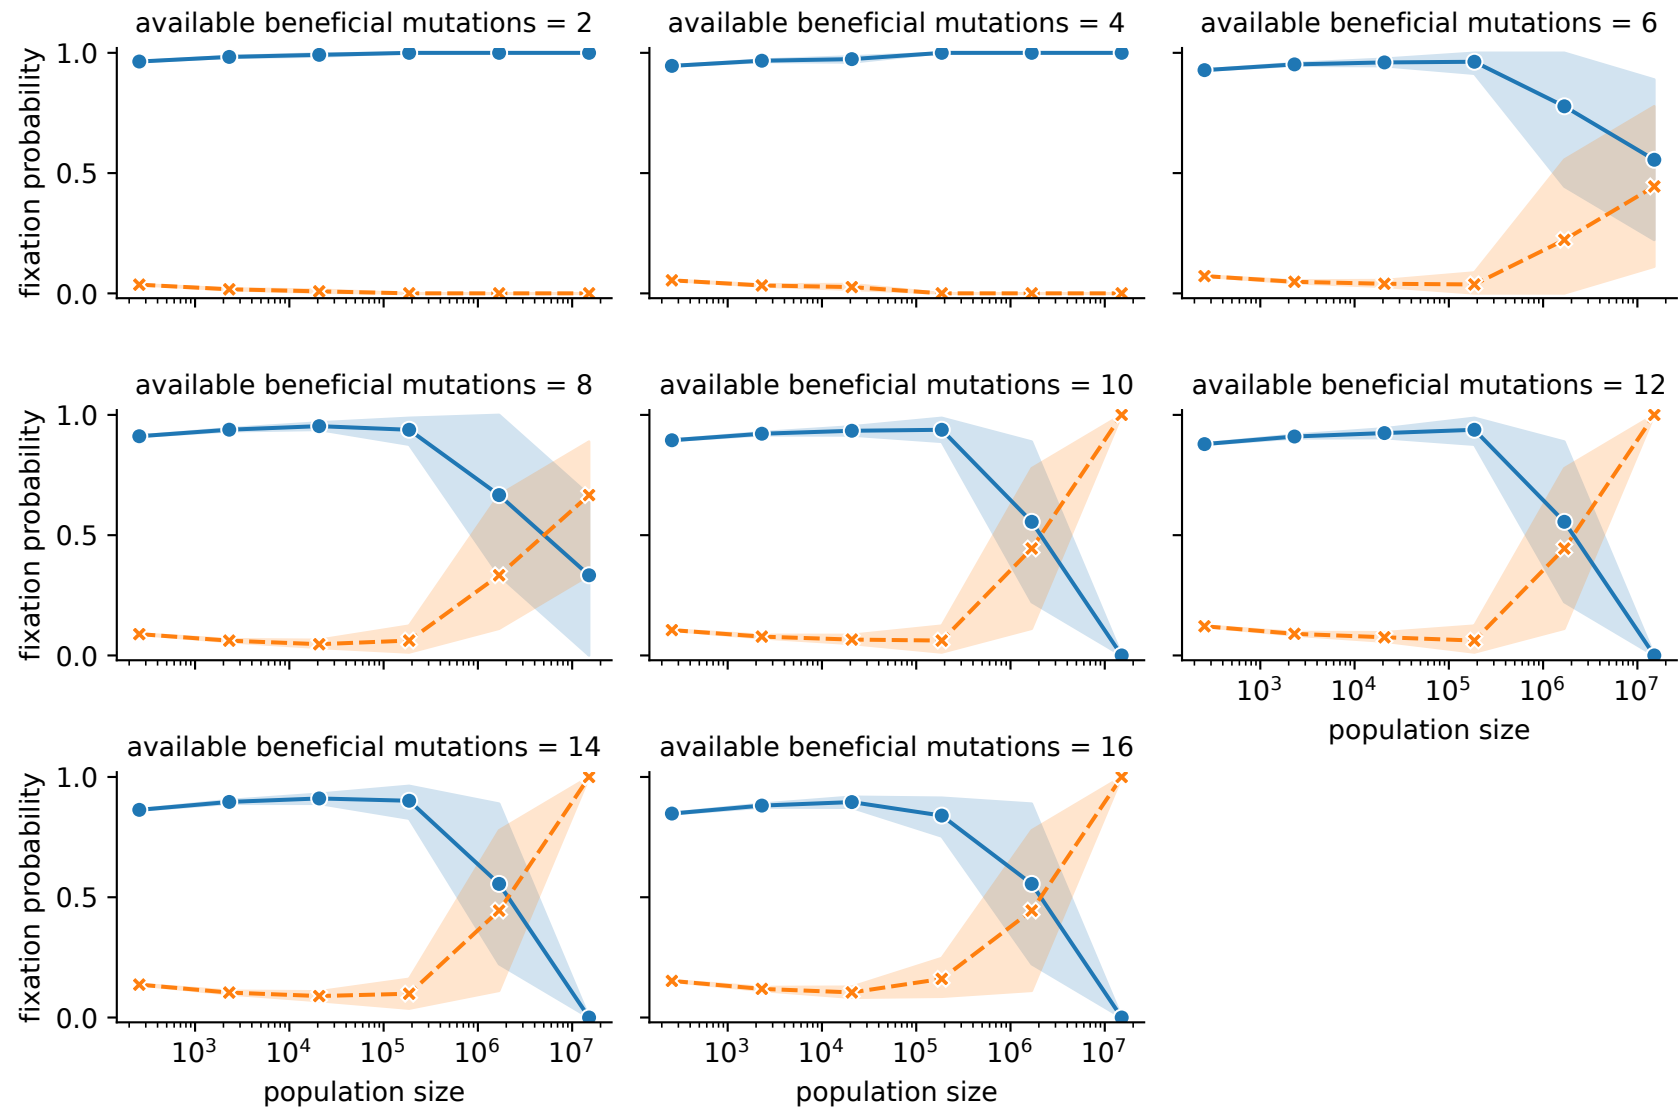 available beneficial mutations = 2
available beneficial mutations = 4
available beneficial mutations = 6
fixation probability
1.0
0.5
0.0
available beneficial mutations = 8
available beneficial mutations = 10
available beneficial mutations = 12
fixation probability
1.0
0.5
0.0
10³ 10⁴ 10⁵ 10⁶ 10⁷
population size
available beneficial mutations = 14
available beneficial mutations = 16
fixation probability
1.0
0.5
0.0
10³ 10⁴ 10⁵ 10⁶ 10⁷
population size
10³ 10⁴ 10⁵ 10⁶ 10⁷
population size